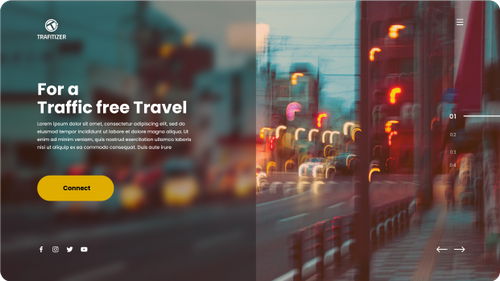 TRAFITIZER
For a
Traffic free Travel
Lorem ipsum dolor sit amet, consectetur adipiscing elit, sed do
eiusmod tempor incididunt ut labore et dolore magna aliqua. Ut
enim ad minim veniam, quis nostrud exercitation ullamco laboris
nisi ut aliquip ex ea commodo consequat. Duis aute irure
Connect
01
02
03
04